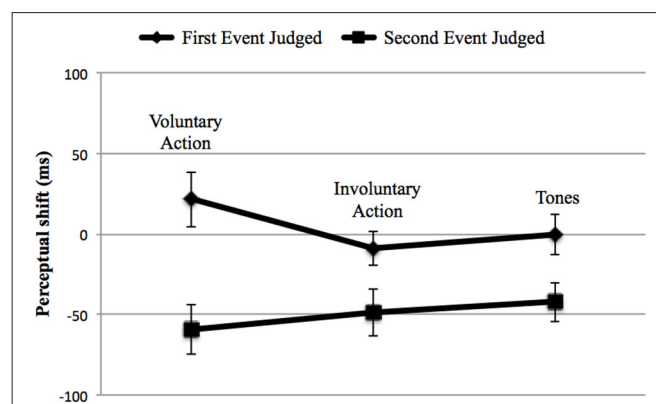 First Event Judged Second Event Judged
100
Voluntary
Action
50
Involuntary
Action
Tones
Perceptual shift (ms)
0
-50
-100